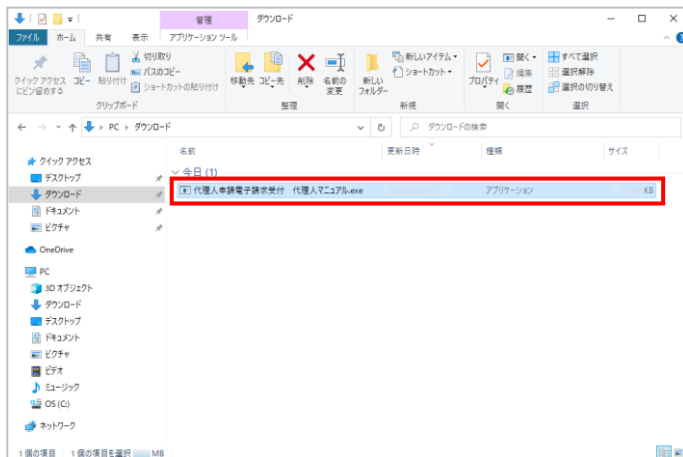 管理
ダウンロード
ファイル ホーム 共有 表示 アプリケーション ツール
クイック アクセスにピン留めする
コピー
貼り付け
切り取り
パスのコピー
ショートカットの貼り付け
クリップボード
移動先
コピー先
削除
名前の変更
整理
新しいフォルダー
新しいアイテム
ショートカット
新規
プロパティ
開く
編集
履歴
開く
すべて選択
選択解除
選択の切り替え
選択
PC › ダウンロード
ダウンロードの検索
名前 更新日時 種類 サイズ
今日 (1)
代理人申請電子請求受付 代理人マニュアル.exe アプリケーション KB
クイック アクセス
デスクトップ
ダウンロード
ドキュメント
ピクチャ
OneDrive
PC
3D オブジェクト
ダウンロード
デスクトップ
ドキュメント
ピクチャ
ビデオ
ミュージック
OS (C:)
ネットワーク
1 個の項目 1 個の項目を選択 MB